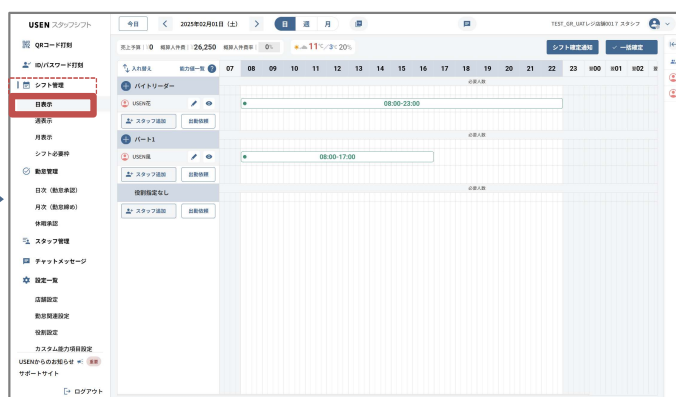 USEN スタッフシフト
今日
2025年02月01日（土）
日
週
月
TEST_GR_UATレジ店舗001 T スタシフ
QRコード打刻
ID/パスワード打刻
シフト管理
日表示
週表示
月表示
シフト必要枠
勤怠管理
日次（勤怠承認）
月次（勤怠締め）
休暇承認
スタッフ管理
チャットメッセージ
設定一覧
店舗設定
勤怠関連設定
役割設定
カスタム能力項目設定
USENからのお知らせ 重要
サポートサイト
ログアウト
売上予算 : 0 概算人件費 : 26,250 概算人件費率 : 0% 11℃/3℃ 20%
シフト確定通知
一括確定
入れ替え 能力値一覧 ? 07 08 09 10 11 12 13 14 15 16 17 18 19 20 21 22 23 翌00 翌01 翌02 翌
バイトリーダー 必要人数
USEN花 08:00-23:00
スタッフ追加 出勤依頼
パート1 必要人数
USEN風 08:00-17:00
スタッフ追加 出勤依頼
役割指定なし 必要人数
スタッフ追加 出勤依頼